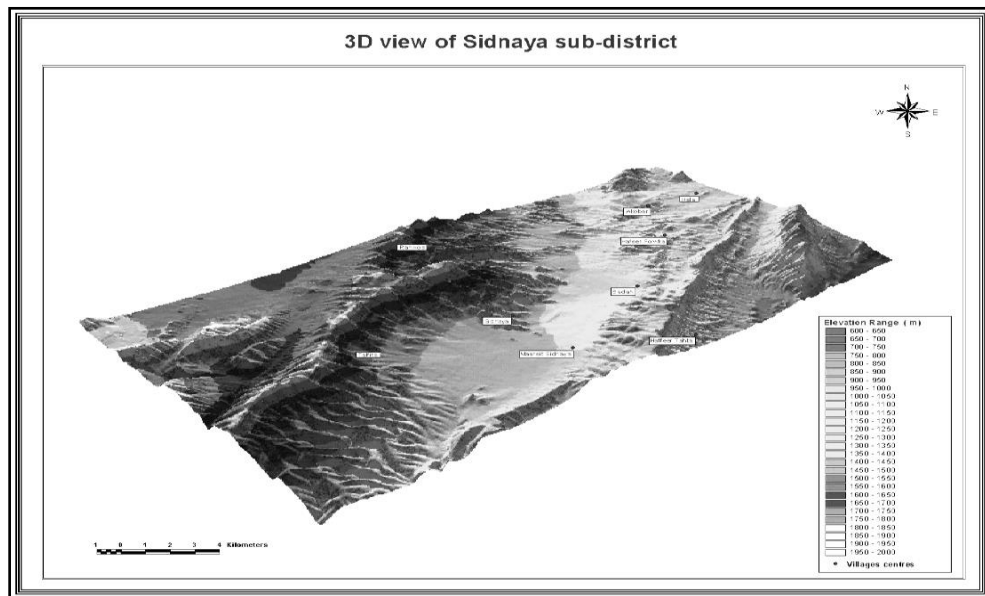 3D view of Sidnaya sub-district
N
W E
S
Sidnaya
Maarret Sidnaya
Elevation Range ( m )
600 - 650
650 - 700
700 - 750
750 - 800
800 - 850
850 - 900
900 - 950
950 - 1000
1000 - 1050
1050 - 1100
1100 - 1150
1150 - 1200
1200 - 1250
1250 - 1300
1300 - 1350
1350 - 1400
1400 - 1450
1450 - 1500
1500 - 1550
1550 - 1600
1600 - 1650
1650 - 1700
1700 - 1750
1750 - 1800
1800 - 1850
1850 - 1900
1900 - 1950
1950 - 2000
Villages centres
1 0 1 2 3 4 Kilometers